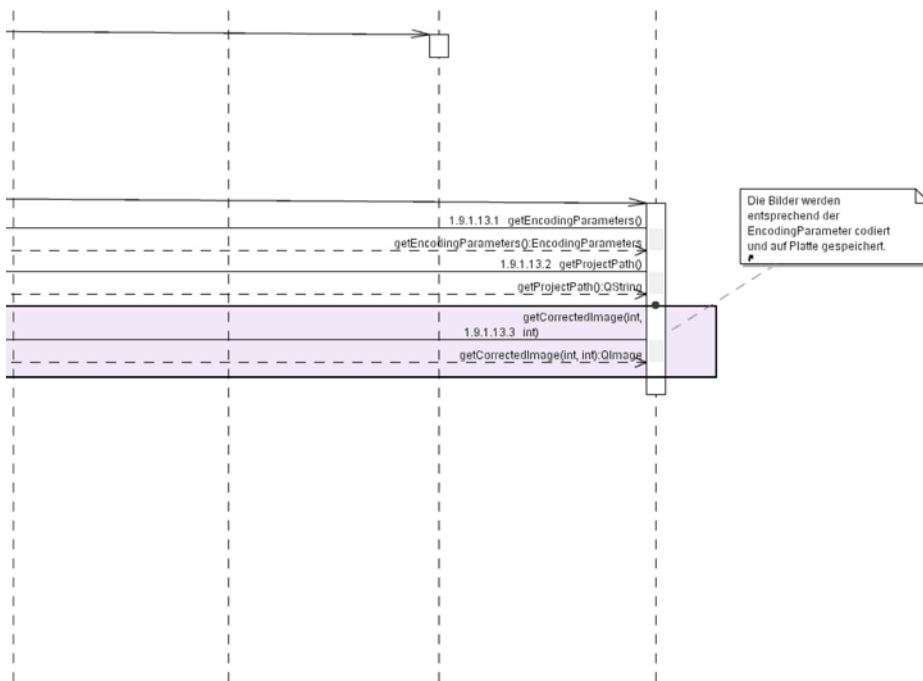 1.9.1.13.1 getEncodingParameters()
getEncodingParameters():EncodingParameters
1.9.1.13.2 getProjectPath()
getProjectPath():QString
getCorrectedImage(int,
1.9.1.13.3 int)
getCorrectedImage(int, int):QImage
Die Bilder werden
entsprechend der
EncodingParameter codiert
und auf Platte gespeichert.